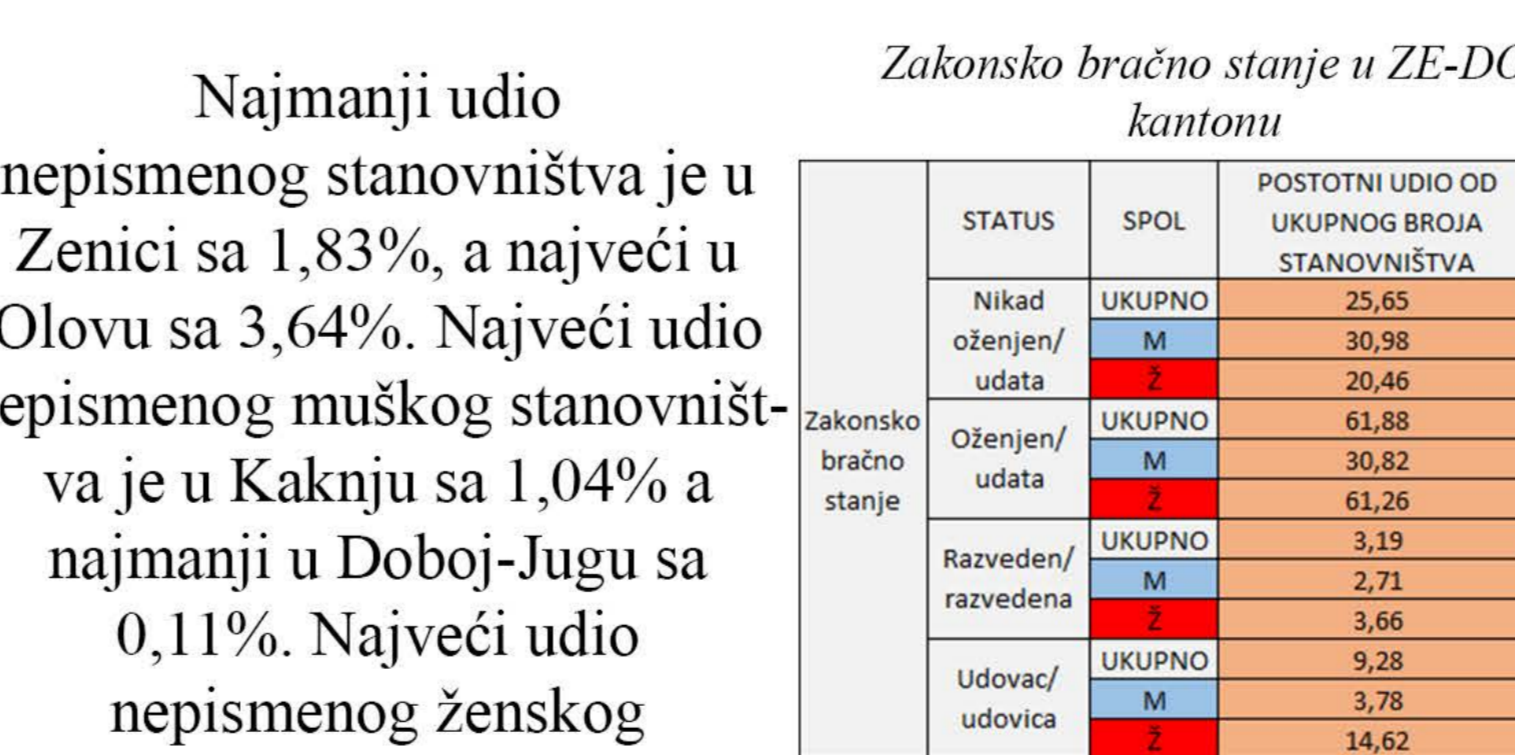 Najmanji udio
nepismenog stanovništva je u
Zenici sa 1,83%, a najveći u
Olovu sa 3,64%. Najveći udio
epismenog muškog stanovništ-
va je u Kaknju sa 1,04% a
najmanji u Doboj-Jugu sa
0,11%. Najveći udio
nepismenog ženskog
Zakonsko bračno stanje u ZE-DO
kantonu
STATUS SPOL POSTOTNI UDIO OD
UKUPNOG BROJA
STANOVNIŠTVA
Zakonsko
bračno
stanje
Nikad
oženjen/
udata
UKUPNO 25,65
M 30,98
Ž 20,46
Oženjen/
udata
UKUPNO 61,88
M 30,82
Ž 61,26
Razveden/
razvedena
UKUPNO 3,19
M 2,71
Ž 3,66
Udovac/
udovica
UKUPNO 9,28
M 3,78
Ž 14,62